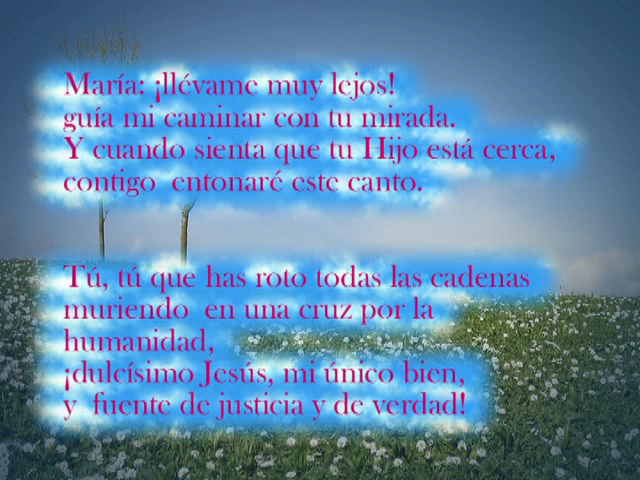 María: ¡llévame muy lejos!
guía mi caminar con tu mirada.
Y cuando sienta que tu Hijo está cerca,
contigo entonaré este canto.
Tú, tú que has roto todas las cadenas
muriendo en una cruz por la
humanidad,
¡dulcísimo Jesús, mi único bien,
y fuente de justicia y de verdad!